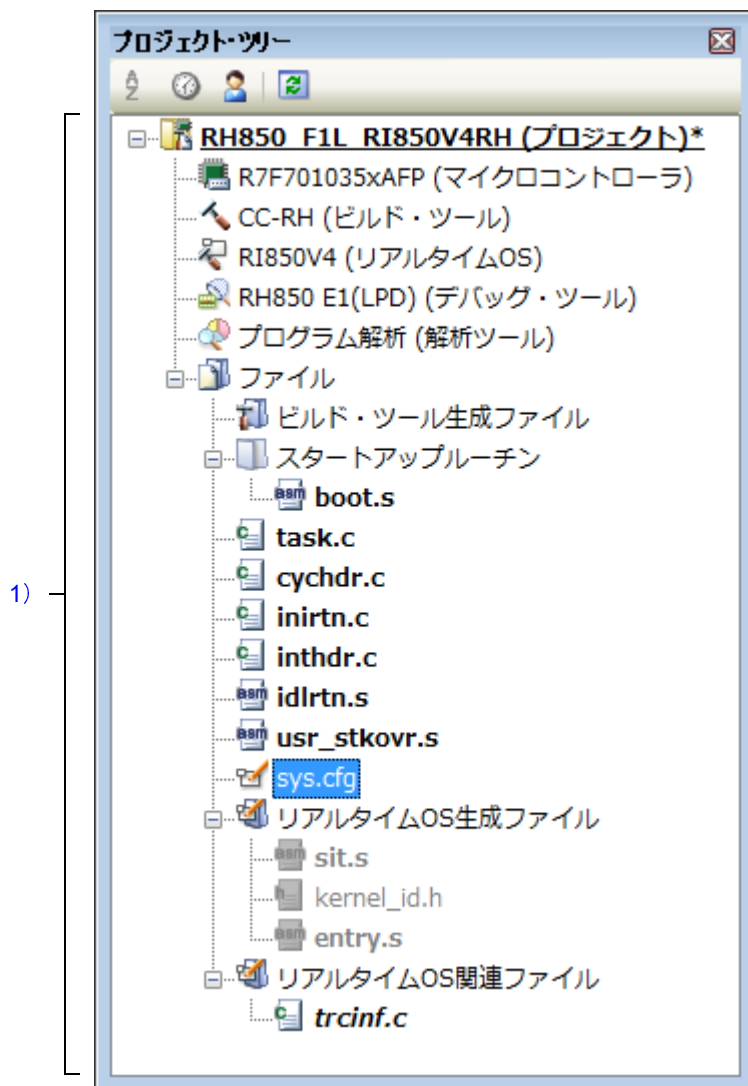 プロジェクト・ツリー
1)
RH850_F1L_RI850V4RH (プロジェクト)*
R7F701035xAFP (マイクロコントローラ)
CC-RH (ビルド・ツール)
RI850V4 (リアルタイムOS)
RH850 E1(LPD) (デバッグ・ツール)
プログラム解析 (解析ツール)
ファイル
ビルド・ツール生成ファイル
スタートアップルーチン
asm boot.s
c task.c
c cychdr.c
c inirtn.c
c inthdr.c
asm idlrtn.s
asm usr_stkovr.s
sys.cfg
リアルタイムOS生成ファイル
asm sit.s
h kernel_id.h
asm entry.s
リアルタイムOS関連ファイル
c trcinf.c